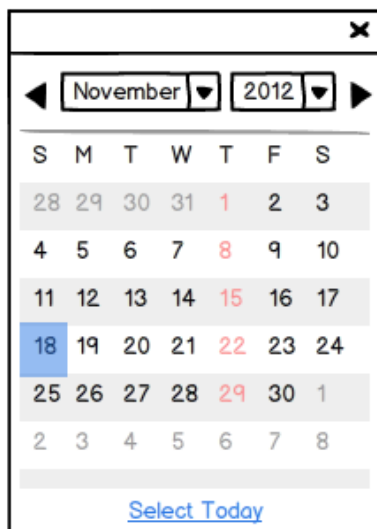 November 2012
S M T W T F S
28 29 30 31 1 2 3
4 5 6 7 8 9 10
11 12 13 14 15 16 17
18 19 20 21 22 23 24
25 26 27 28 29 30 1
2 3 4 5 6 7 8
Select Today